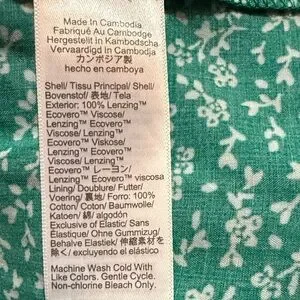 Made In Cambodia
Fabriqué Au Cambodge
Hergestellt in Kambodscha
Vervaardigd In Cambodja
カンボジア製
hecho en camboya
Shell/ Tissu Principal/ Shell/
Bovenstof/ 表地/ Tela
Exterior: 100% Lenzing™
Ecovero™ Viscose/
Lenzing™ Ecovero™
Viscose/ Lenzing™
Ecovero™ Viskose/
Lenzing™ Ecovero™
Viscose/ Lenzing™
Ecovero™ レーヨン/
Lenzing™ Ecovero™ viscosa
Lining/ Doublure/ Futter/
Voering/ 裏地/ Forro: 100%
Cotton/ Coton/ Baumwolle/
Katoen/ 綿/ algodón
Exclusive of Elastic/ Sans
Elastique/ Ohne Gummizug/
Behalve Elastiek/ 伸縮素材を
除く/ excluyendo el elástico
Machine Wash Cold With
Like Colors. Gentle Cycle.
Non-chlorine Bleach Only.